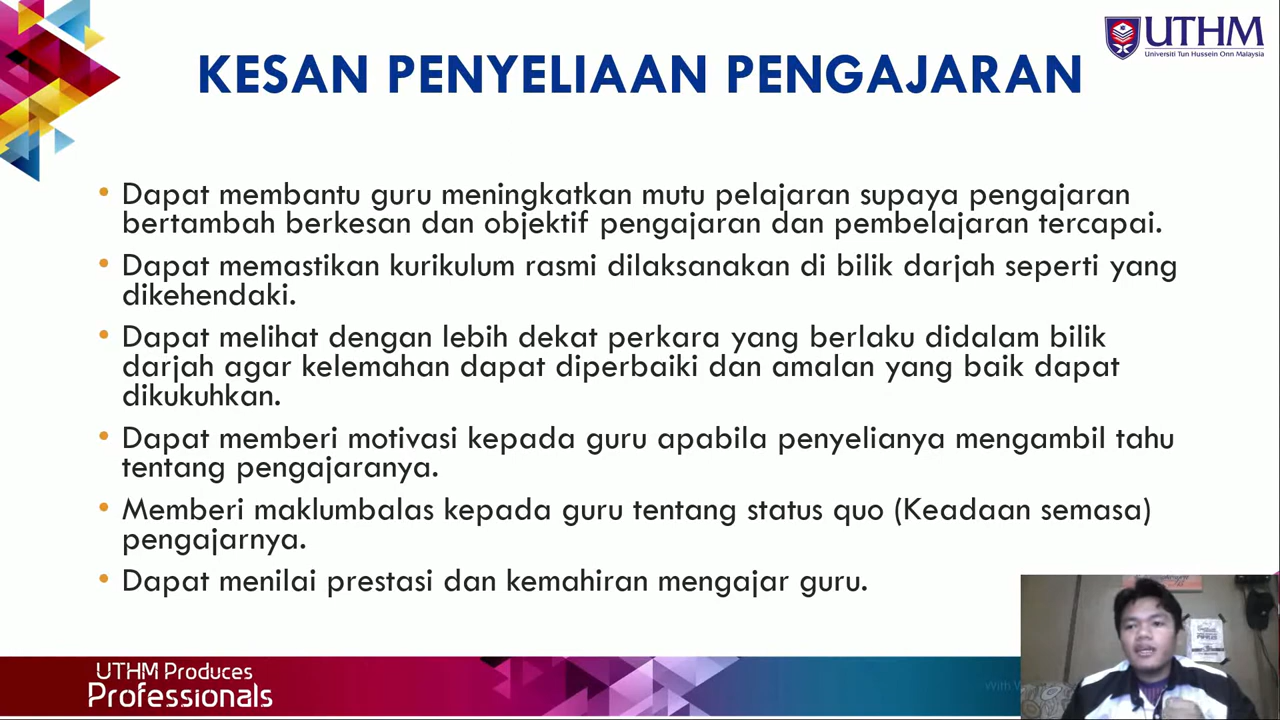 UTHM
Universiti Tun Hussein Onn Malaysia
KESAN PENYELIAAN PENGAJARAN
• Dapat membantu guru meningkatkan mutu pelajaran supaya pengajaran
bertambah berkesan dan objektif pengajaran dan pembelajaran tercapai.
• Dapat memastikan kurikulum rasmi dilaksanakan di bilik darjah seperti yang
dikehendaki.
• Dapat melihat dengan lebih dekat perkara yang berlaku didalam bilik
darjah agar kelemahan dapat diperbaiki dan amalan yang baik dapat
dikukuhkan.
• Dapat memberi motivasi kepada guru apabila penyelianya mengambil tahu
tentang pengajaranya.
• Memberi maklumbalas kepada guru tentang status quo (Keadaan semasa)
pengajarnya.
• Dapat menilai prestasi dan kemahiran mengajar guru.
UTHM Produces
Professionals
With